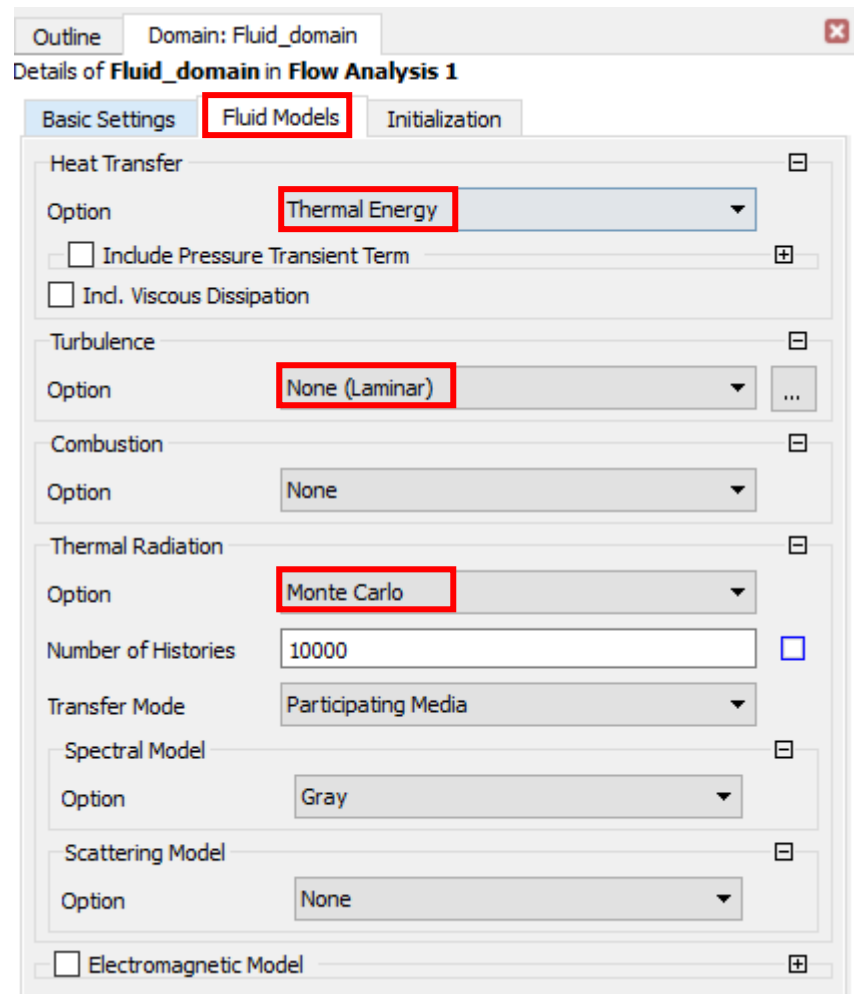 Outline Domain: Fluid_domain
Details of Fluid_domain in Flow Analysis 1
Basic Settings Fluid Models Initialization
Heat Transfer
Option Thermal Energy
Include Pressure Transient Term
Incl. Viscous Dissipation
Turbulence
Option None (Laminar) ...
Combustion
Option None
Thermal Radiation
Option Monte Carlo
Number of Histories 10000
Transfer Mode Participating Media
Spectral Model
Option Gray
Scattering Model
Option None
Electromagnetic Model